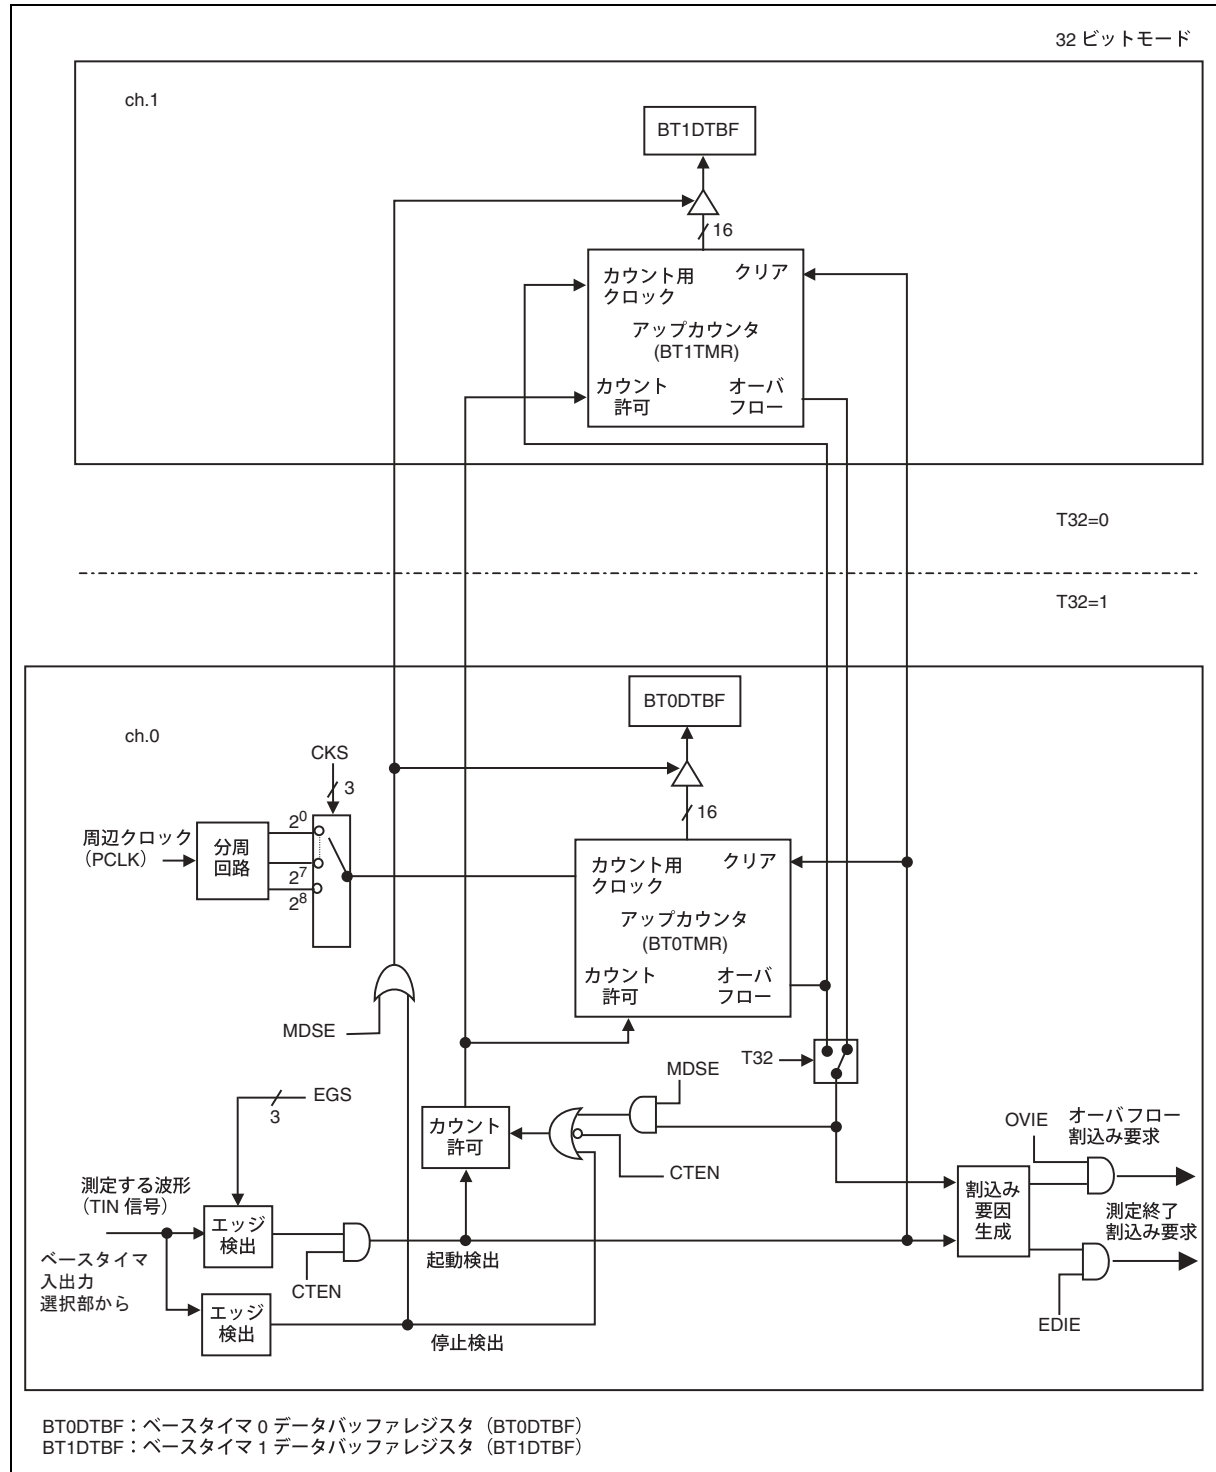 32 ビットモード
ch.1
BT1DTBF
16
カウント用
クロック
クリア
アップカウンタ
(BT1TMR)
カウント
許可
オーバ
フロー
T32=0
T32=1
ch.0
BT0DTBF
CKS
3
16
周辺クロック
（PCLK）
分周
回路
2⁰
2⁷
2⁸
カウント用
クロック
クリア
アップカウンタ
(BT0TMR)
カウント
許可
オーバ
フロー
MDSE
T32
MDSE
EGS
3
カウント
許可
CTEN
OVIE
オーバフロー
割込み要求
測定する波形
（TIN 信号）
エッジ
検出
割込み
要因
生成
測定終了
割込み要求
ベースタイマ
入出力
選択部から
CTEN
起動検出
エッジ
検出
停止検出
EDIE
BT0DTBF：ベースタイマ 0 データバッファレジスタ（BT0DTBF）
BT1DTBF：ベースタイマ 1 データバッファレジスタ（BT1DTBF）